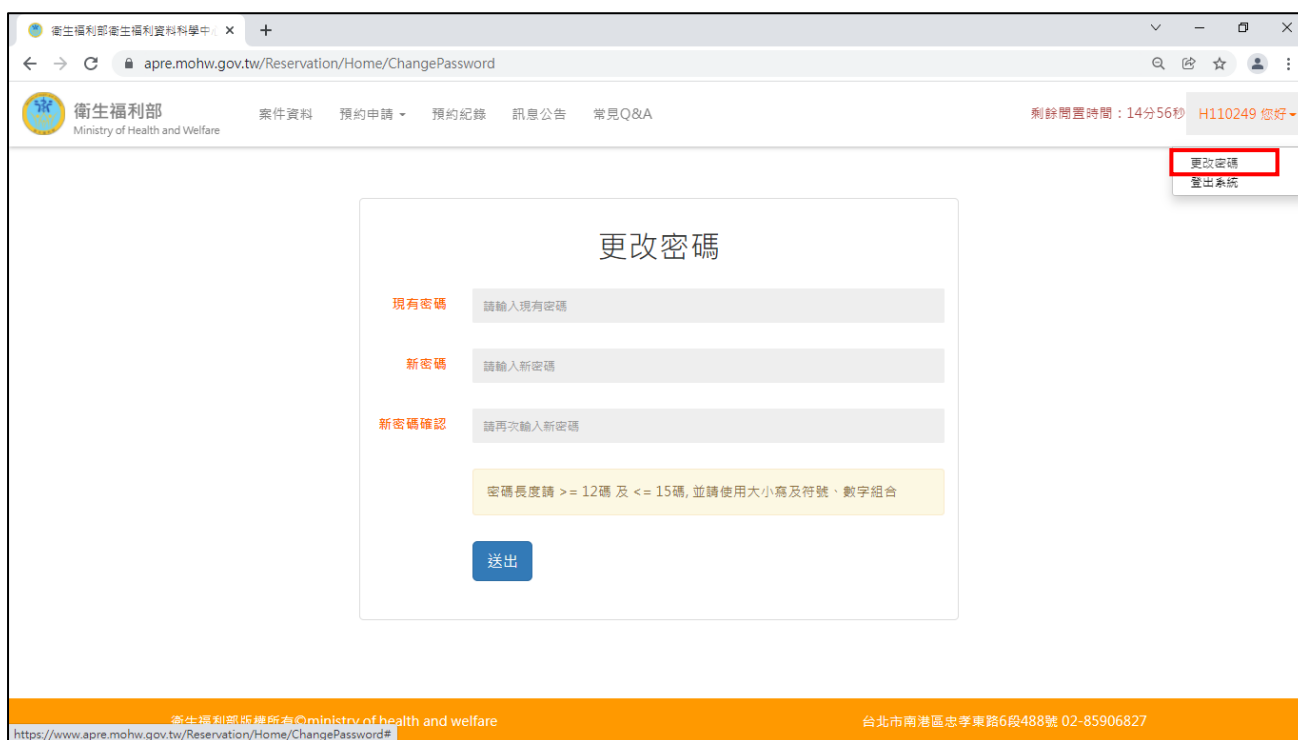 衛生福利部衛生福利資料科學中
apre.mohw.gov.tw/Reservation/Home/ChangePassword
衛生福利部
Ministry of Health and Welfare
案件資料 預約申請 預約紀錄 訊息公告 常見Q&A
剩餘閒置時間：14分56秒 H110249 您好
更改密碼
登出系統
更改密碼
現有密碼 請輸入現有密碼
新密碼 請輸入新密碼
新密碼確認 請再次輸入新密碼
密碼長度請 >= 12碼 及 <= 15碼, 並請使用大小寫及符號、數字組合
送出
衛生福利部版權所有©ministry of health and welfare 台北市南港區忠孝東路6段488號 02-85906827
https://www.apre.mohw.gov.tw/Reservation/Home/ChangePassword#